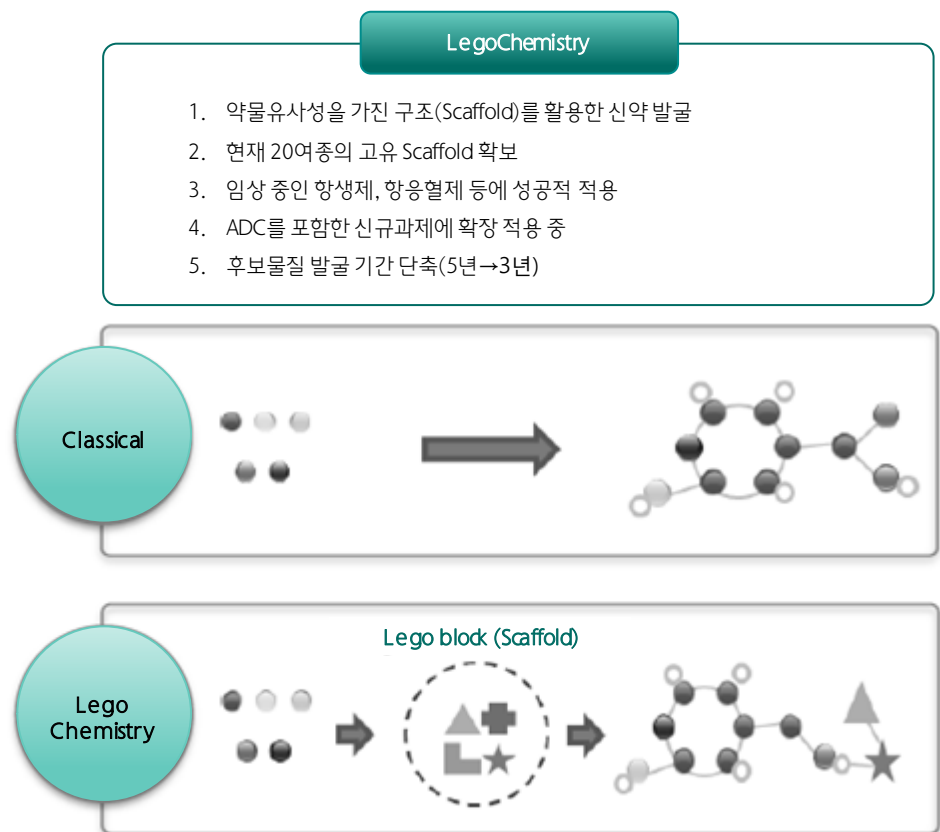 LegoChemistry
1. 약물유사성을 가진 구조(Scaffold)를 활용한 신약 발굴
2. 현재 20여종의 고유 Scaffold 확보
3. 임상 중인 항생제, 항응혈제 등에 성공적 적용
4. ADC를 포함한 신규과제에 확장 적용 중
5. 후보물질 발굴 기간 단축(5년→3년)
Classical
Lego block (Scaffold)
Lego
Chemistry